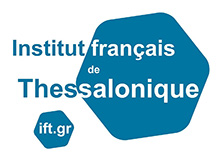 Institut français
de
Thessalonique
ift.gr